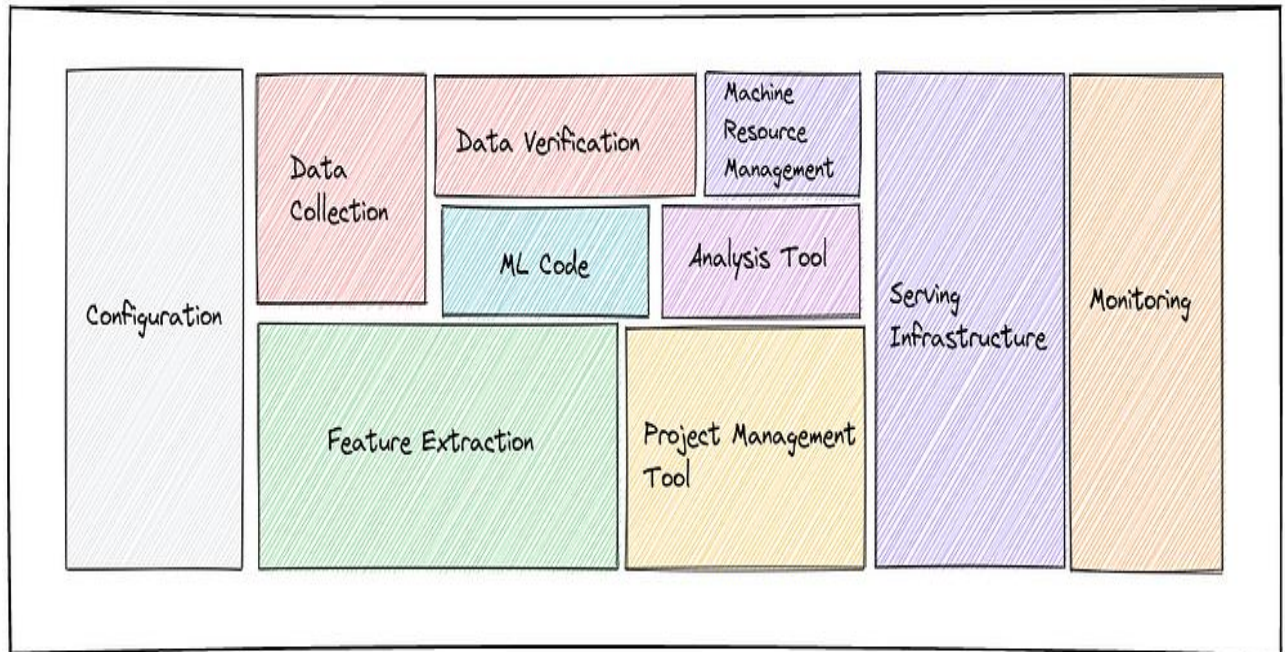 Configuration
Data
Collection
Data Verification
Machine
Resource
Management
ML Code
Analysis Tool
Feature Extraction
Project Management
Tool
Serving
Infrastructure
Monitoring